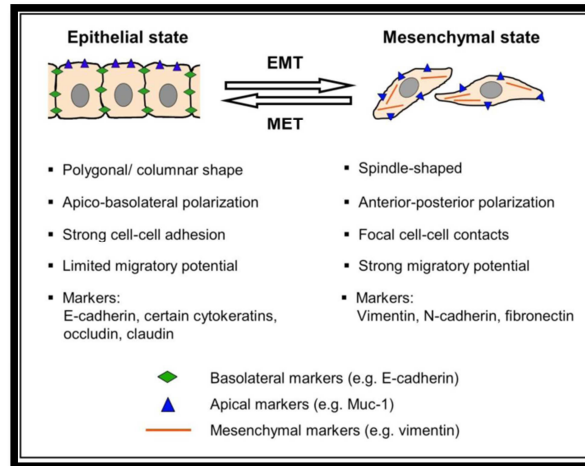 Epithelial state
Mesenchymal state
EMT
MET
▪ Polygonal/ columnar shape
▪ Apico-basolateral polarization
▪ Strong cell-cell adhesion
▪ Limited migratory potential
▪ Markers:
E-cadherin, certain cytokeratins,
occludin, claudin
▪ Spindle-shaped
▪ Anterior-posterior polarization
▪ Focal cell-cell contacts
▪ Strong migratory potential
▪ Markers:
Vimentin, N-cadherin, fibronectin
Basolateral markers (e.g. E-cadherin)
Apical markers (e.g. Muc-1)
Mesenchymal markers (e.g. vimentin)